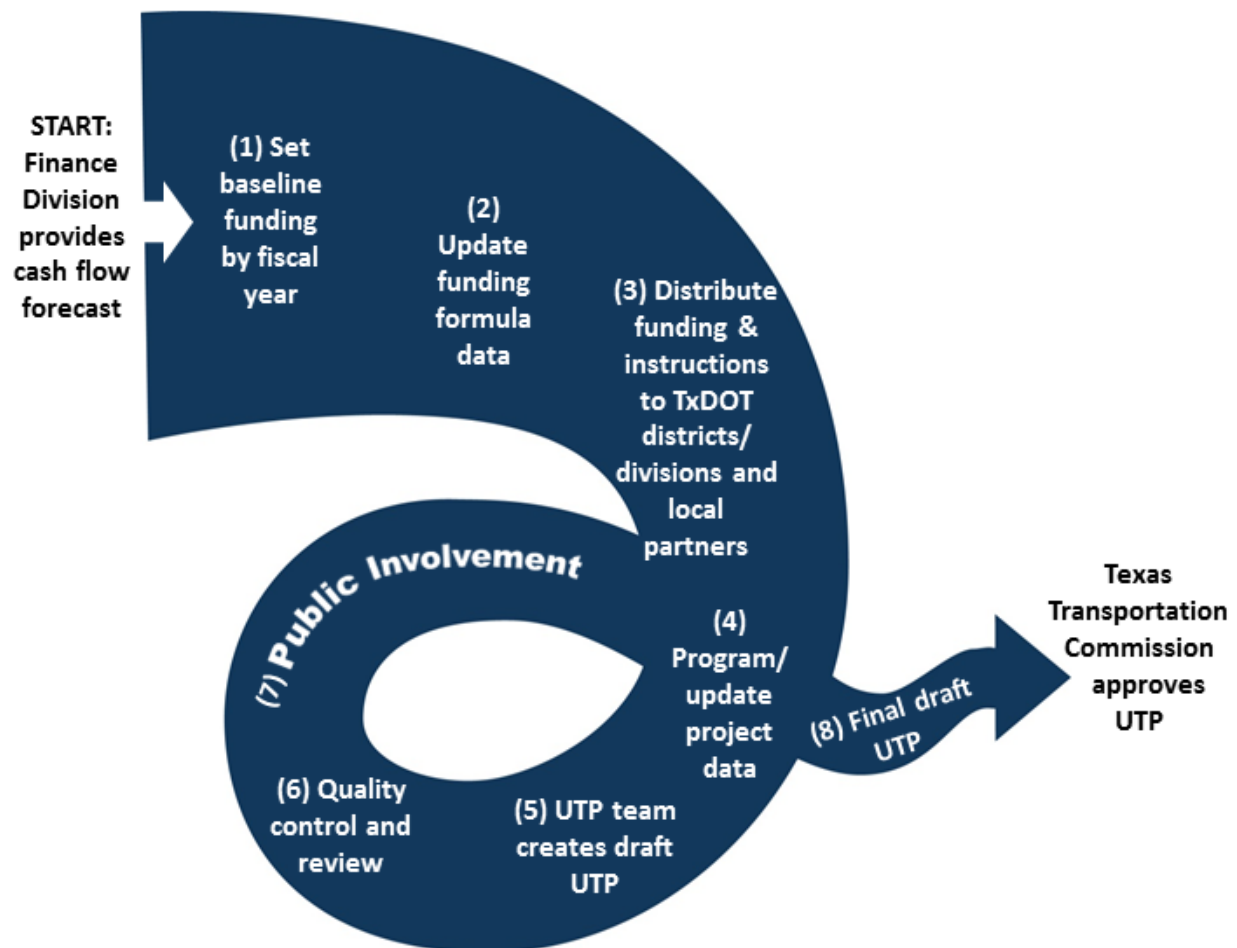 START:
Finance
Division
provides
cash flow
forecast
(1) Set
baseline
funding
by fiscal
year
(2)
Update
funding
formula
data
(3) Distribute
funding &
instructions
to TxDOT
districts/
divisions and
local
partners
(4)
Program/
update
project
data
(5) UTP team
creates draft
UTP
(6) Quality
control and
review
(7) Public Involvement
(8) Final draft
UTP
Texas
Transportation
Commission
approves
UTP